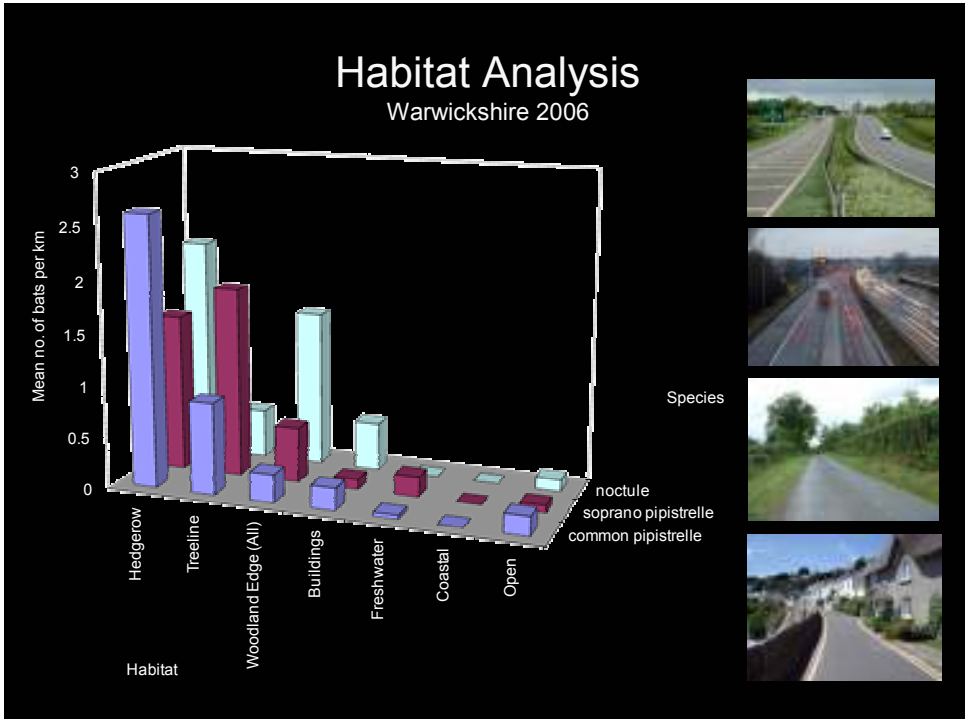 Habitat Analysis
Warwickshire 2006
Mean no. of bats per km
3
2.5
2
1.5
1
0.5
0
Hedgerow
Treeline
Woodland Edge (All)
Buildings
Freshwater
Coastal
Open
Habitat
Species
noctule
soprano pipistrelle
common pipistrelle